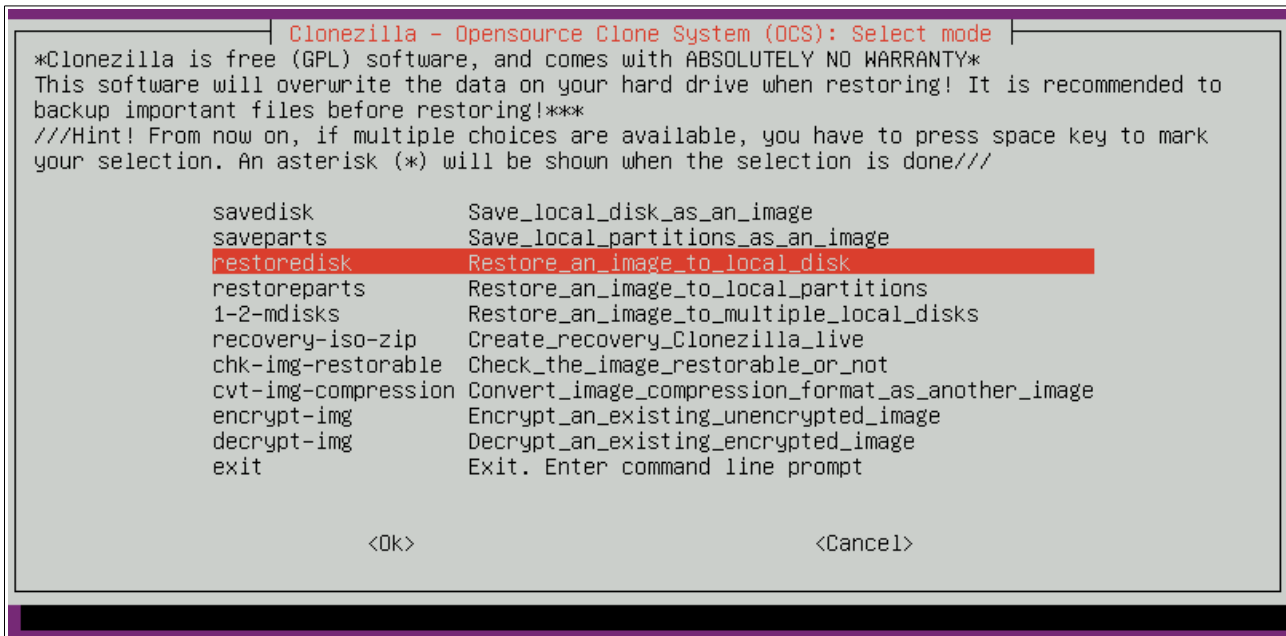 Clonezilla - Opensource Clone System (OCS): Select mode
*Clonezilla is free (GPL) software, and comes with ABSOLUTELY NO WARRANTY*
This software will overwrite the data on your hard drive when restoring! It is recommended to
backup important files before restoring!***
///Hint! From now on, if multiple choices are available, you have to press space key to mark
your selection. An asterisk (*) will be shown when the selection is done///
savedisk Save_local_disk_as_an_image
saveparts Save_local_partitions_as_an_image
restoredisk Restore_an_image_to_local_disk
restoreparts Restore_an_image_to_local_partitions
1-2-mdisks Restore_an_image_to_multiple_local_disks
recovery-iso-zip Create_recovery_Clonezilla_live
chk-img-restorable Check_the_image_restorable_or_not
cvt-img-compression Convert_image_compression_format_as_another_image
encrypt-img Encrypt_an_existing_unencrypted_image
decrypt-img Decrypt_an_existing_encrypted_image
exit Exit. Enter command line prompt
<Ok> <Cancel>